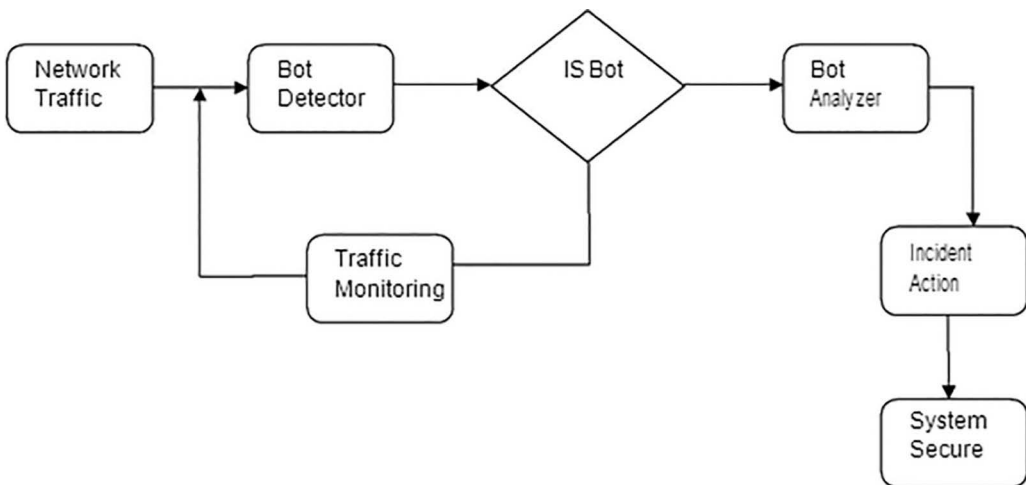 Network
Traffic
Bot
Detector
IS Bot
Bot
Analyzer
Traffic
Monitoring
Incident
Action
System
Secure